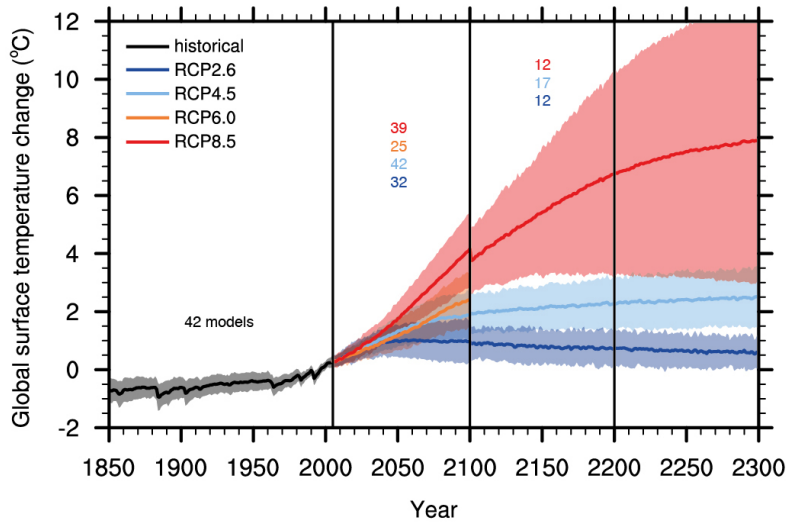 Global surface temperature change (ºC)
12
10
8
6
4
2
0
-2
historical
RCP2.6
RCP4.5
RCP6.0
RCP8.5
42 models
39
25
42
32
12
17
12
1850 1900 1950 2000 2050 2100 2150 2200 2250 2300
Year